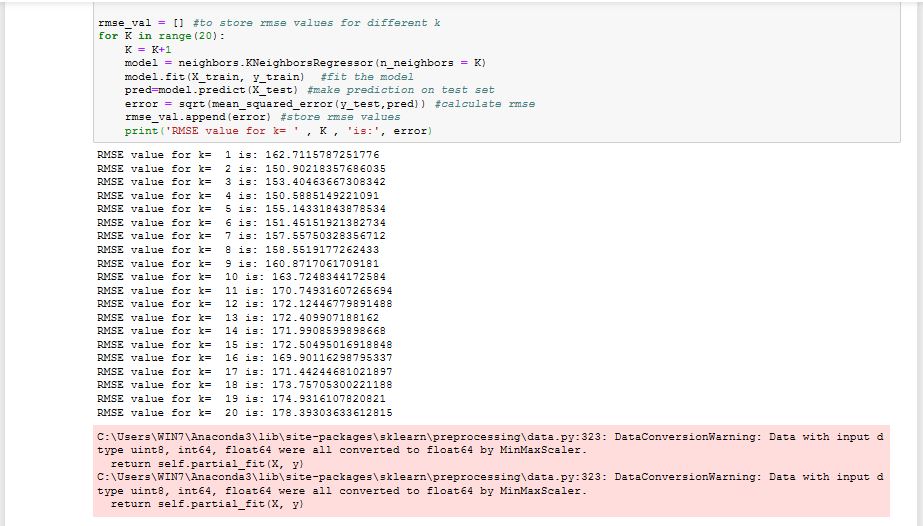 rmse_val = [] #to store rmse values for different k
for K in range(20):
    K = K+1
    model = neighbors.KNeighborsRegressor(n_neighbors = K)
    model.fit(X_train, y_train)  #fit the model
    pred=model.predict(X_test) #make prediction on test set
    error = sqrt(mean_squared_error(y_test,pred)) #calculate rmse
    rmse_val.append(error) #store rmse values
    print('RMSE value for k= ' , K , 'is:', error)
RMSE value for k=  1 is: 162.7115787251776
RMSE value for k=  2 is: 150.90218357686035
RMSE value for k=  3 is: 153.40463667308342
RMSE value for k=  4 is: 150.5885149221091
RMSE value for k=  5 is: 155.14331843878534
RMSE value for k=  6 is: 151.45151921382734
RMSE value for k=  7 is: 157.55750328356712
RMSE value for k=  8 is: 158.5519177262433
RMSE value for k=  9 is: 160.8717061709181
RMSE value for k=  10 is: 163.7248344172584
RMSE value for k=  11 is: 170.74931607265694
RMSE value for k=  12 is: 172.12446779891488
RMSE value for k=  13 is: 172.409907188162
RMSE value for k=  14 is: 171.9908599898668
RMSE value for k=  15 is: 172.50495016918848
RMSE value for k=  16 is: 169.90116298795337
RMSE value for k=  17 is: 171.44244681021897
RMSE value for k=  18 is: 173.75705300221188
RMSE value for k=  19 is: 174.9316107820821
RMSE value for k=  20 is: 178.39303633612815
C:\Users\WIN7\Anaconda3\lib\site-packages\sklearn\preprocessing\data.py:323: DataConversionWarning: Data with input d
type uint8, int64, float64 were all converted to float64 by MinMaxScaler.
  return self.partial_fit(X, y)
C:\Users\WIN7\Anaconda3\lib\site-packages\sklearn\preprocessing\data.py:323: DataConversionWarning: Data with input d
type uint8, int64, float64 were all converted to float64 by MinMaxScaler.
  return self.partial_fit(X, y)